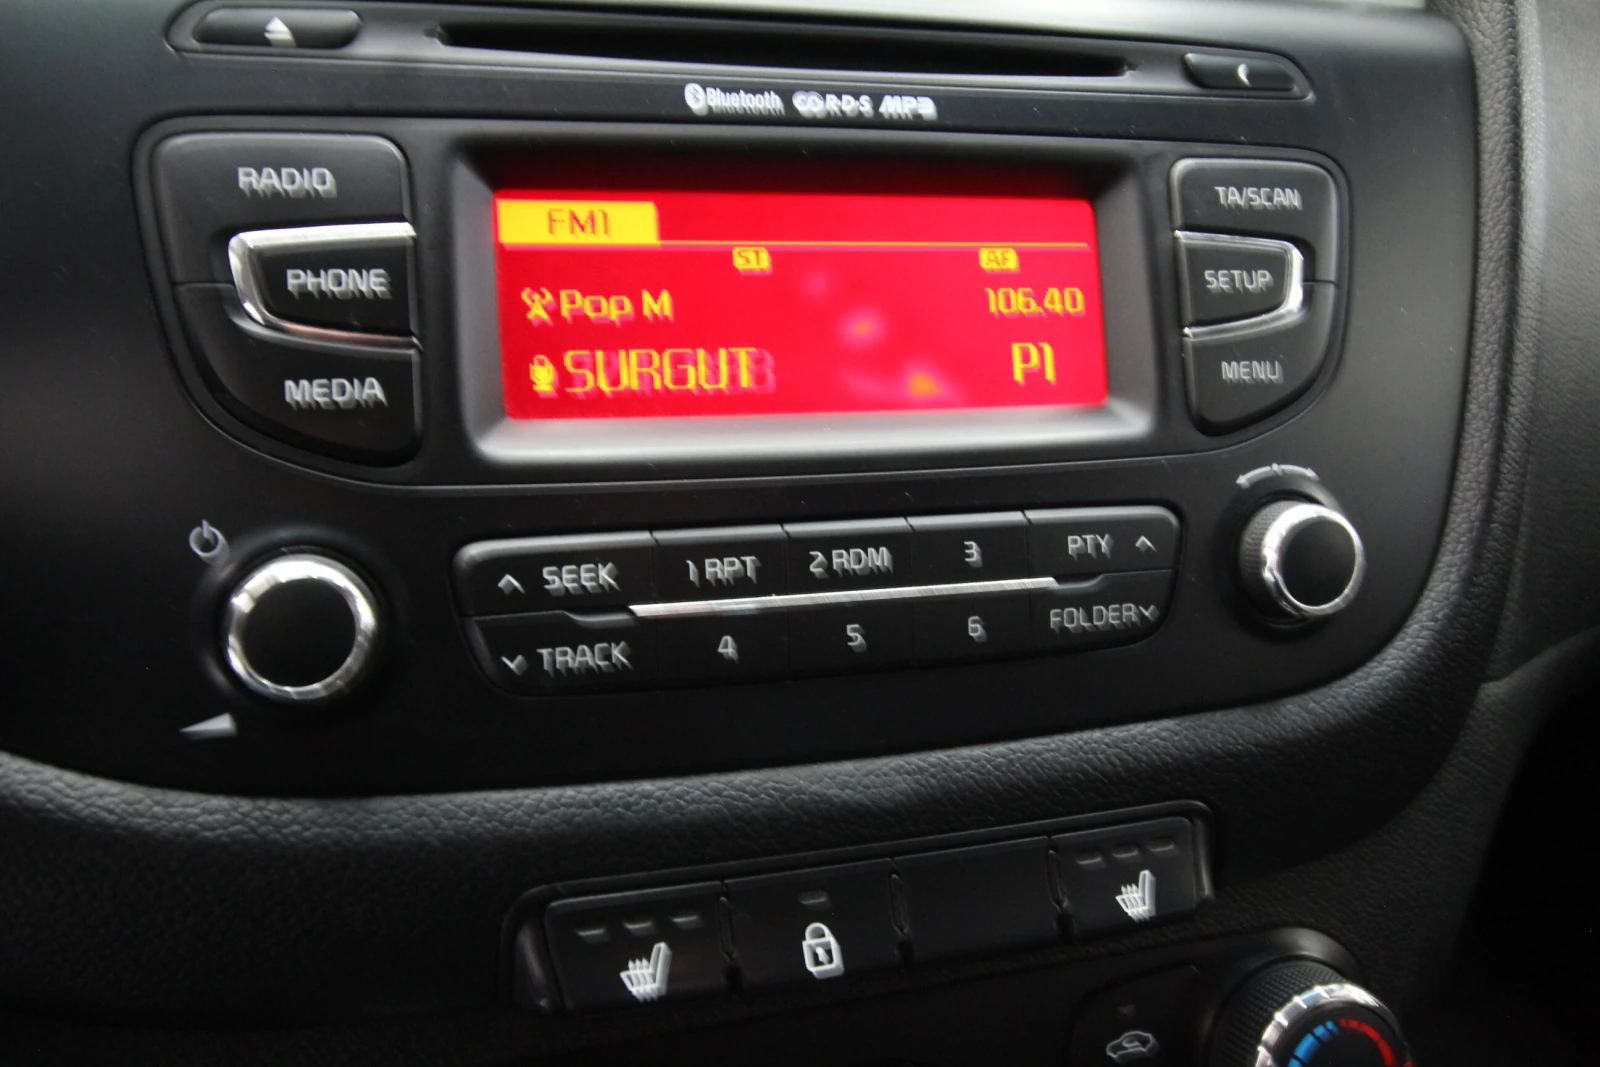 Bluetooth R·D·S MP3
RADIO
PHONE
MEDIA
FM1
ST AF
Pop M 106.40
SURGUT P1
TA/SCAN
SETUP
MENU
SEEK 1 RPT 2 RDM 3 PTY
TRACK 4 5 6 FOLDER